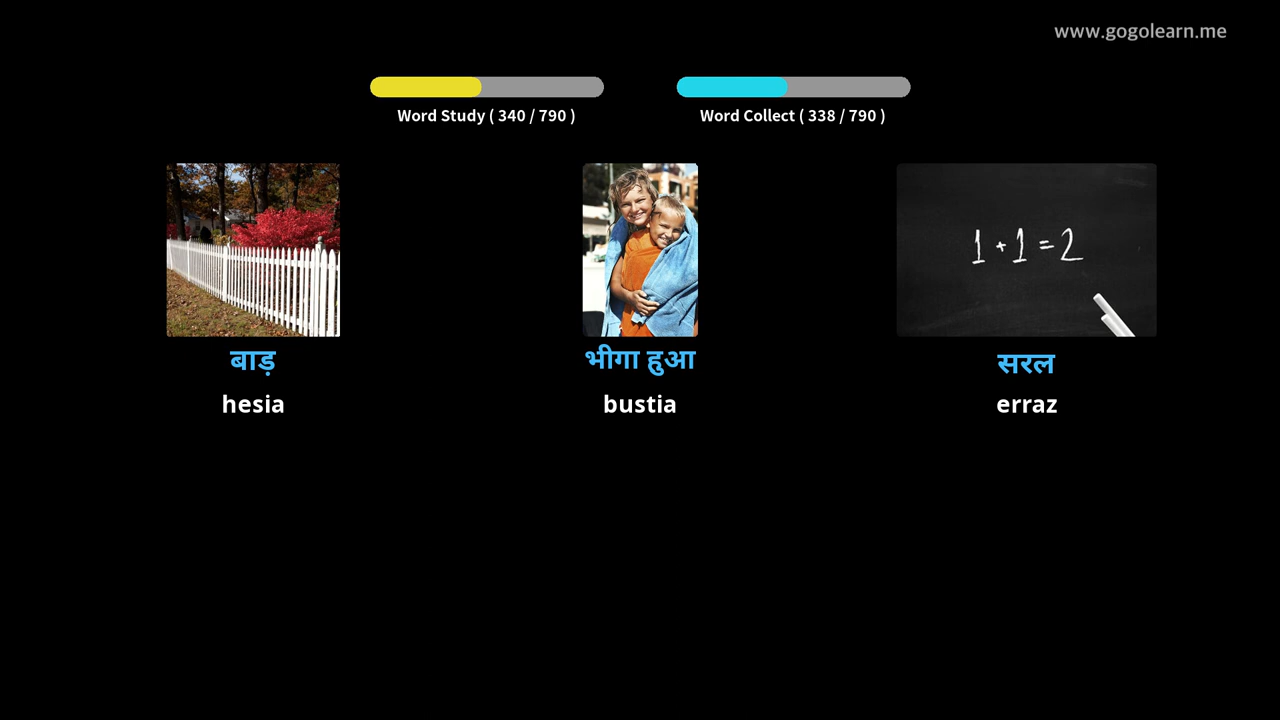 www.gogolearn.me
Word Study ( 340 / 790 )
Word Collect ( 338 / 790 )
1 + 1 = 2
बाड़
भीगा हुआ
सरल
hesia
bustia
erraz